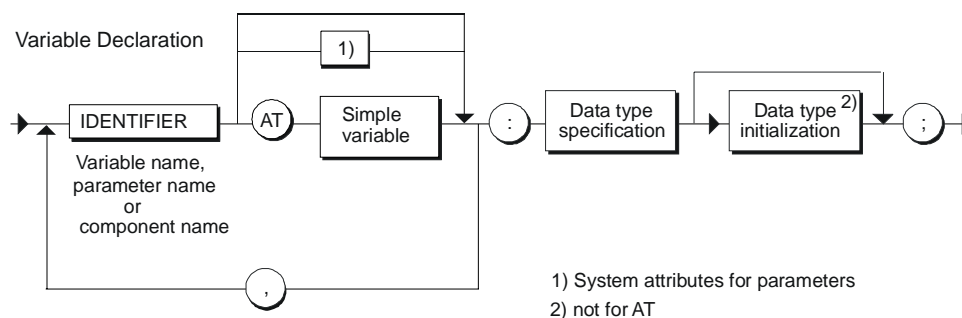 Variable Declaration
1)
IDENTIFIER
AT
Simple
variable
:
Data type
specification
Data type 2)
initialization
;
Variable name,
parameter name
or
component name
,
1) System attributes for parameters
2) not for AT